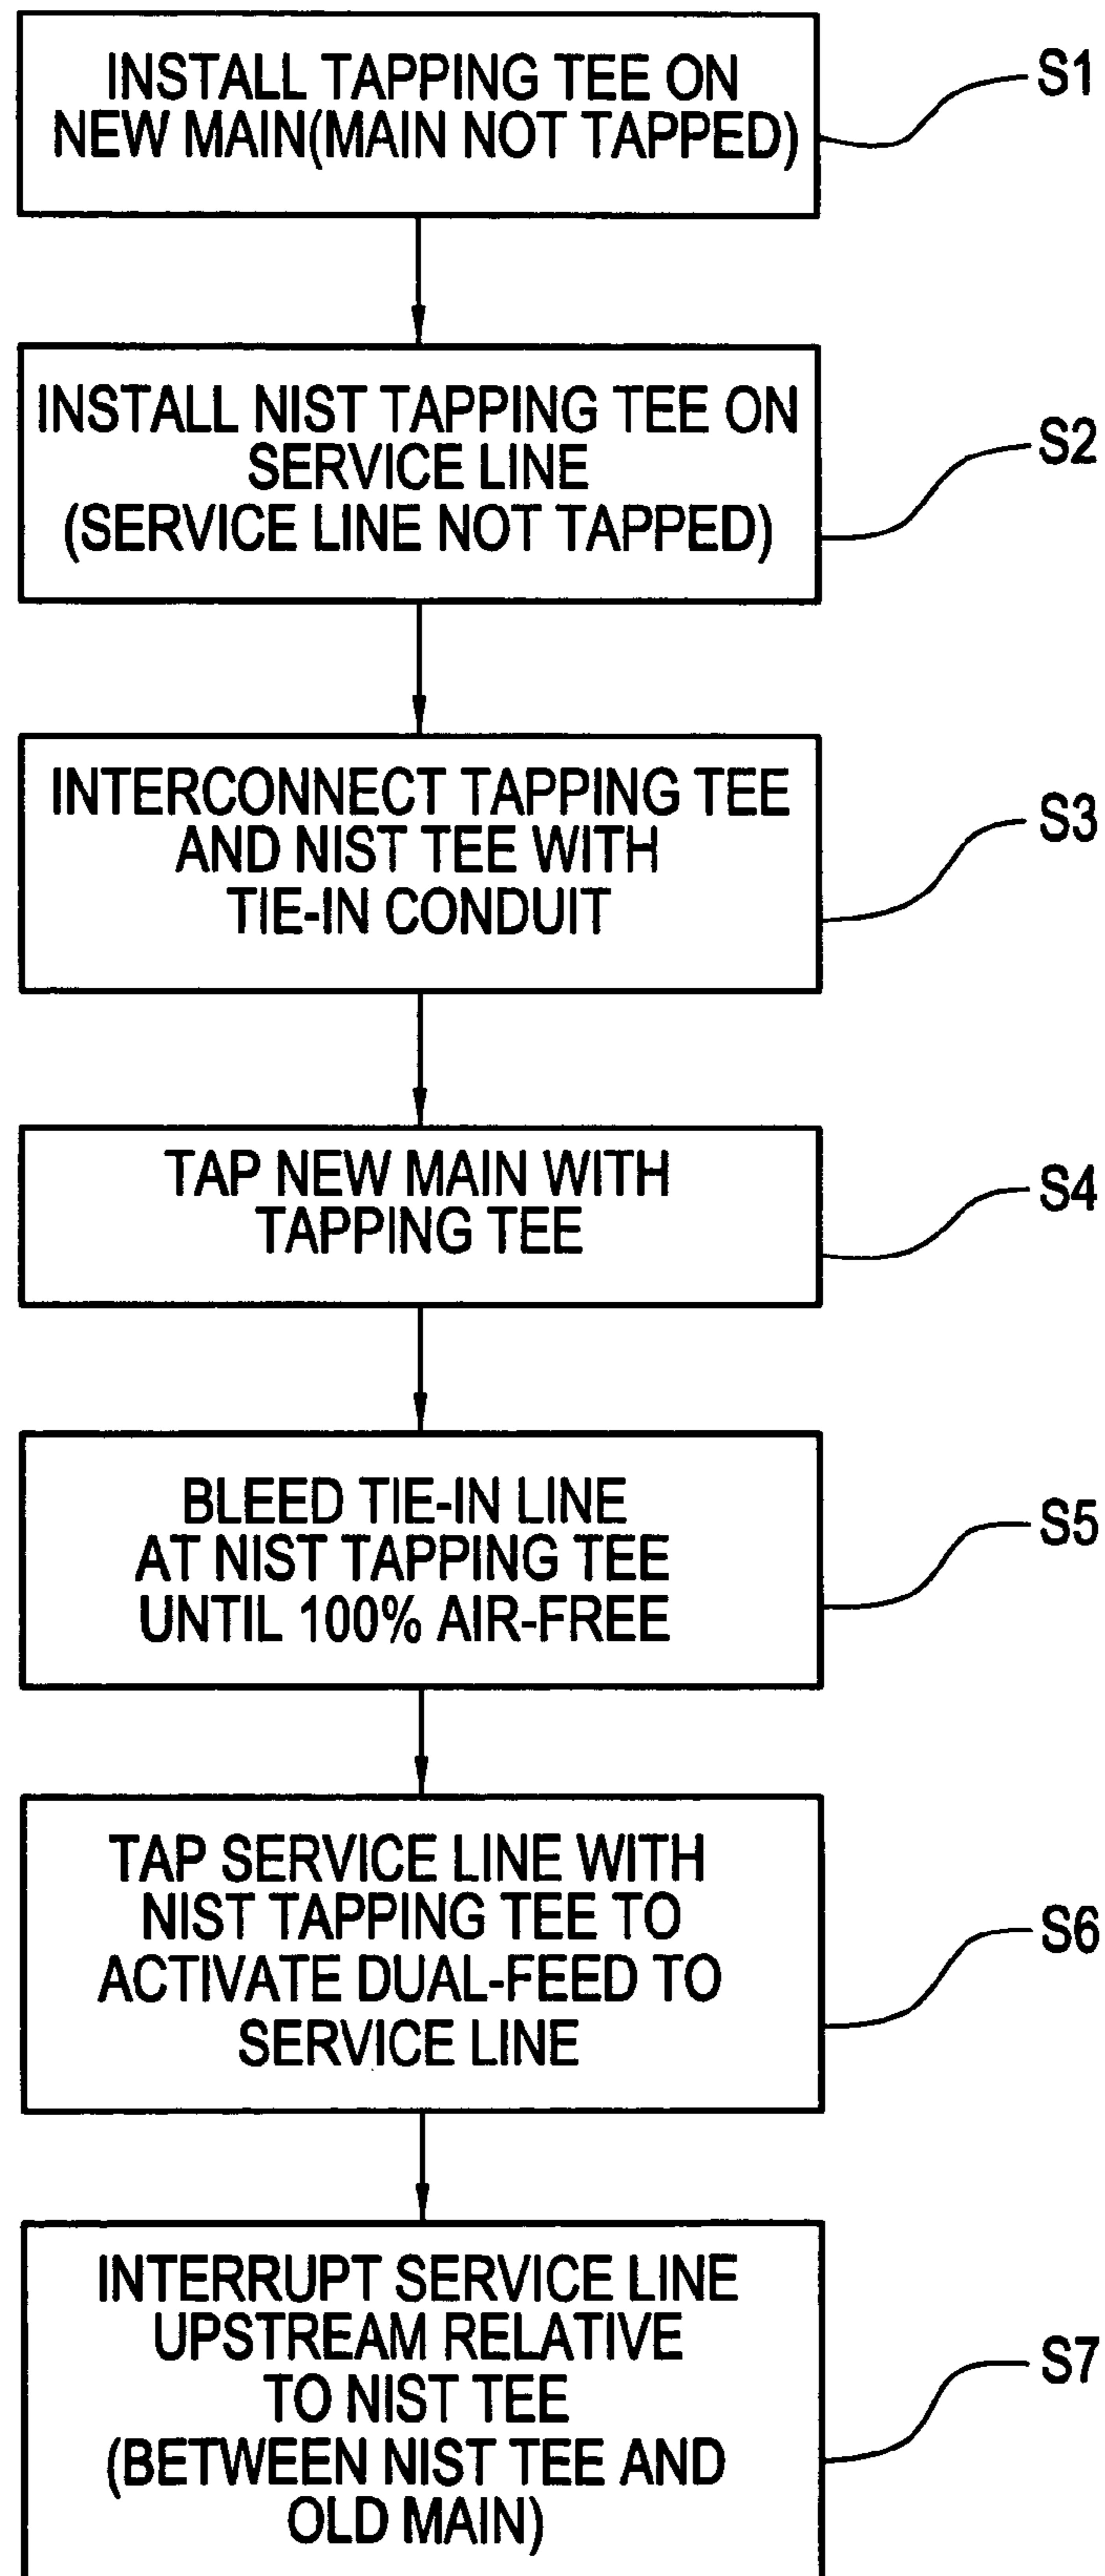 INSTALL TAPPING TEE ON
NEW MAIN(MAIN NOT TAPPED)
S1
INSTALL NIST TAPPING TEE ON
SERVICE LINE
(SERVICE LINE NOT TAPPED)
S2
INTERCONNECT TAPPING TEE
AND NIST TEE WITH
TIE-IN CONDUIT
S3
TAP NEW MAIN WITH
TAPPING TEE
S4
BLEED TIE-IN LINE
AT NIST TAPPING TEE
UNTIL 100% AIR-FREE
S5
TAP SERVICE LINE WITH
NIST TAPPING TEE TO
ACTIVATE DUAL-FEED TO
SERVICE LINE
S6
INTERRUPT SERVICE LINE
UPSTREAM RELATIVE
TO NIST TEE
(BETWEEN NIST TEE AND
OLD MAIN)
S7